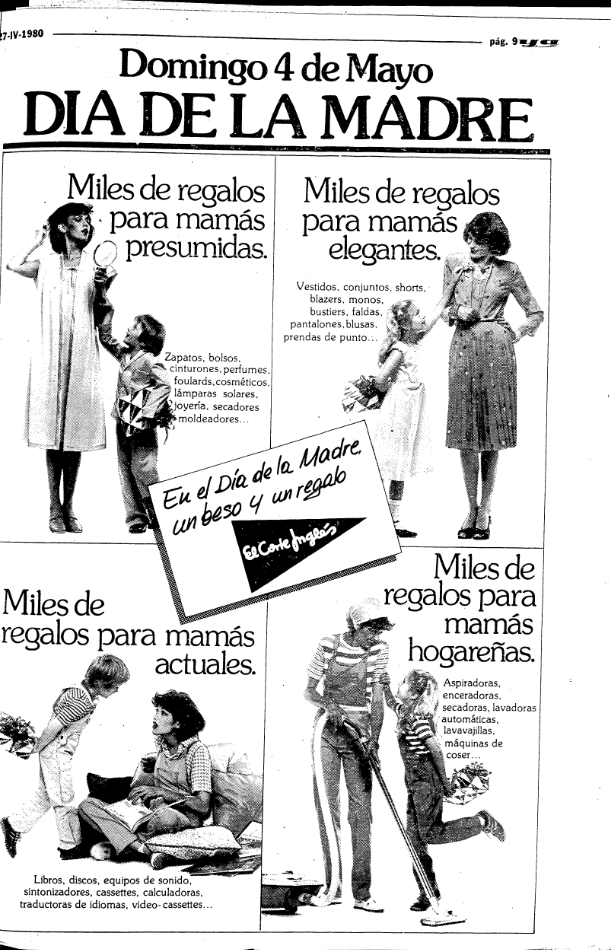 27-IV-1980
pág. 9 ya
Domingo 4 de Mayo
DIA DE LA MADRE
Miles de regalos
para mamás
presumidas.
Zapatos, bolsos,
cinturones, perfumes,
foulards, cosméticos,
lámparas solares,
joyería, secadores
moldeadores...
Miles de regalos
para mamás
elegantes.
Vestidos, conjuntos, shorts,
blazers, monos,
bustiers, faldas,
pantalones, blusas,
prendas de punto...
En el Día de la Madre,
un beso y un regalo
El Corte Inglés
Miles de
regalos para mamás
actuales.
Libros, discos, equipos de sonido,
sintonizadores, cassettes, calculadoras,
traductoras de idiomas, video-cassettes...
Miles de
regalos para
mamás
hogareñas.
Aspiradoras,
enceradoras,
secadoras, lavadoras
automáticas,
lavavajillas,
máquinas de
coser...